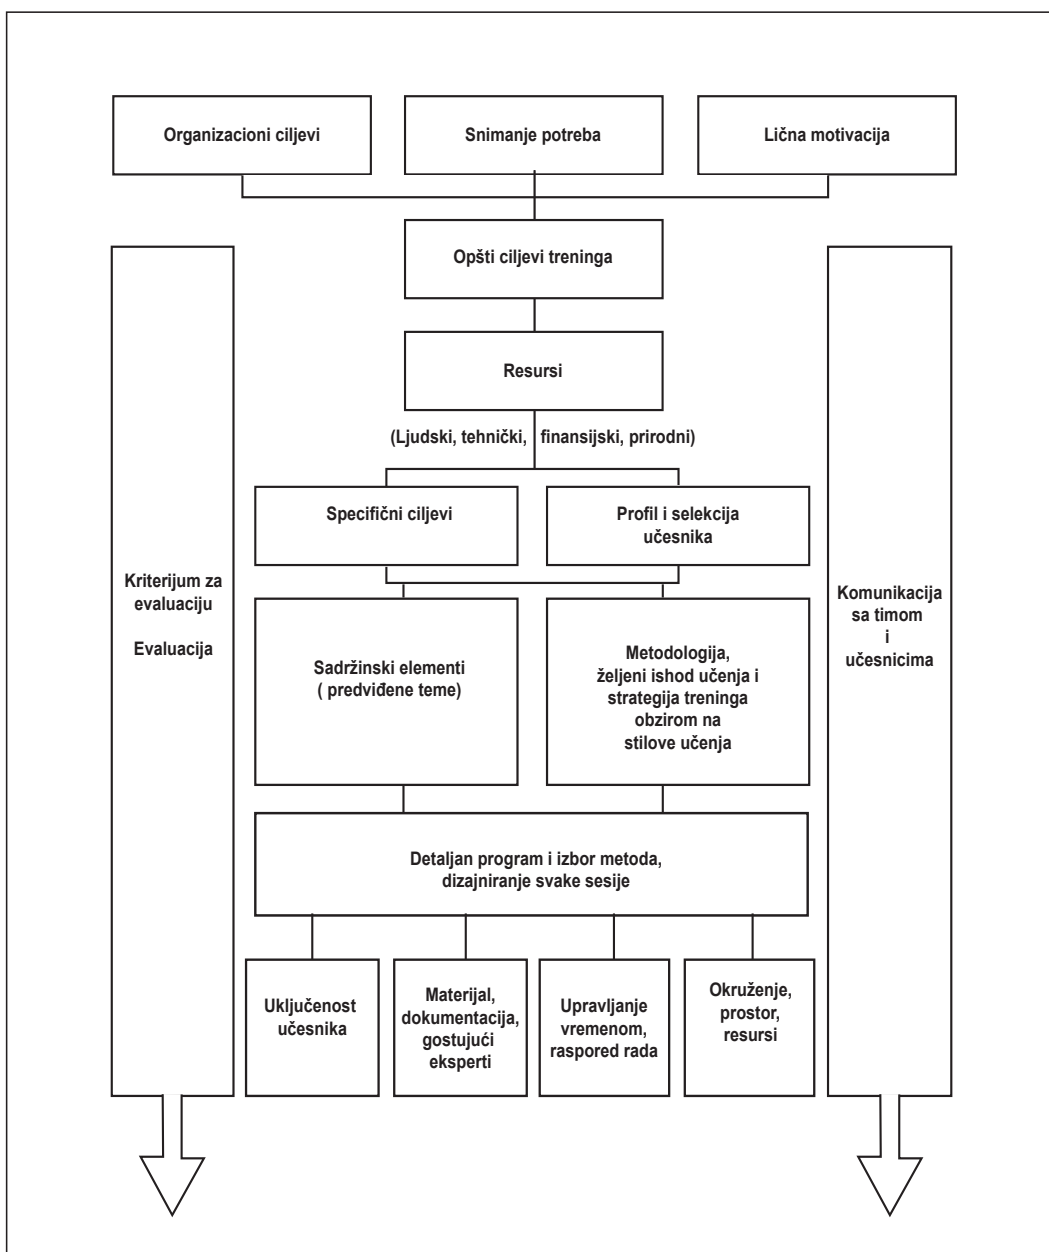 Organizacioni ciljevi
Snimanje potreba
Lična motivacija
Opšti ciljevi treninga
Resursi
(Ljudski, tehnički, finansijski, prirodni)
Specifični ciljevi
Profil i selekcija
učesnika
Kriterijum za
evaluaciju
Evaluacija
Komunikacija
sa timom
i
učesnicima
Sadržinski elementi
( predviđene teme)
Metodologija,
željeni ishod učenja i
strategija treninga
obzirom na
stilove učenja
Detaljan program i izbor metoda,
dizajniranje svake sesije
Uključenost
učesnika
Materijal,
dokumentacija,
gostujući
eksperti
Upravljanje
vremenom,
raspored rada
Okruženje,
prostor,
resursi